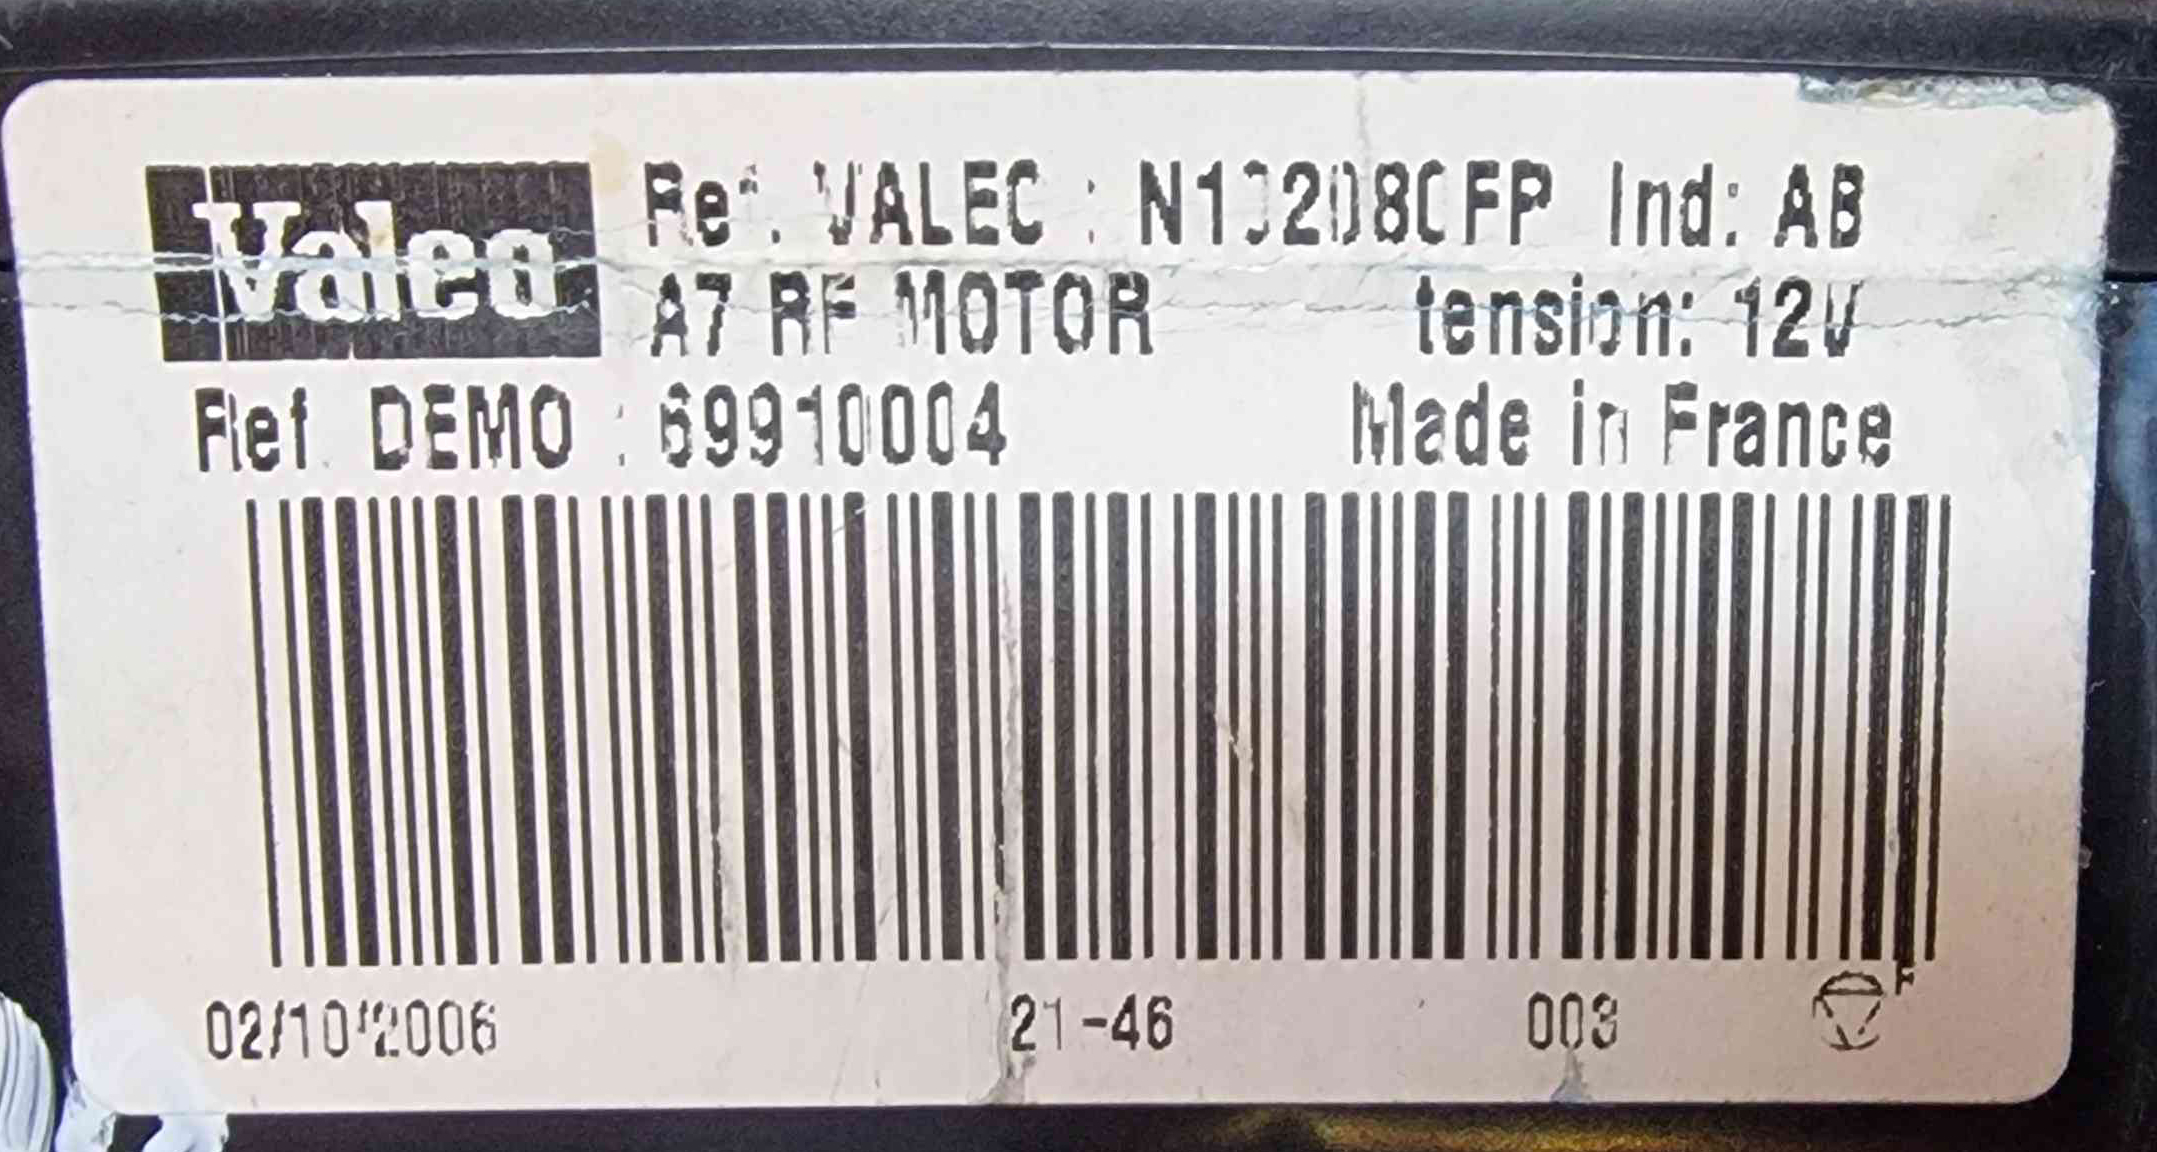 Valeo
Ref. VALEO : N102080FP Ind: AB
A7 RF MOTOR tension: 12V
Ref DEMO : 69910004 Made in France
02/10/2006 21-46 003 F